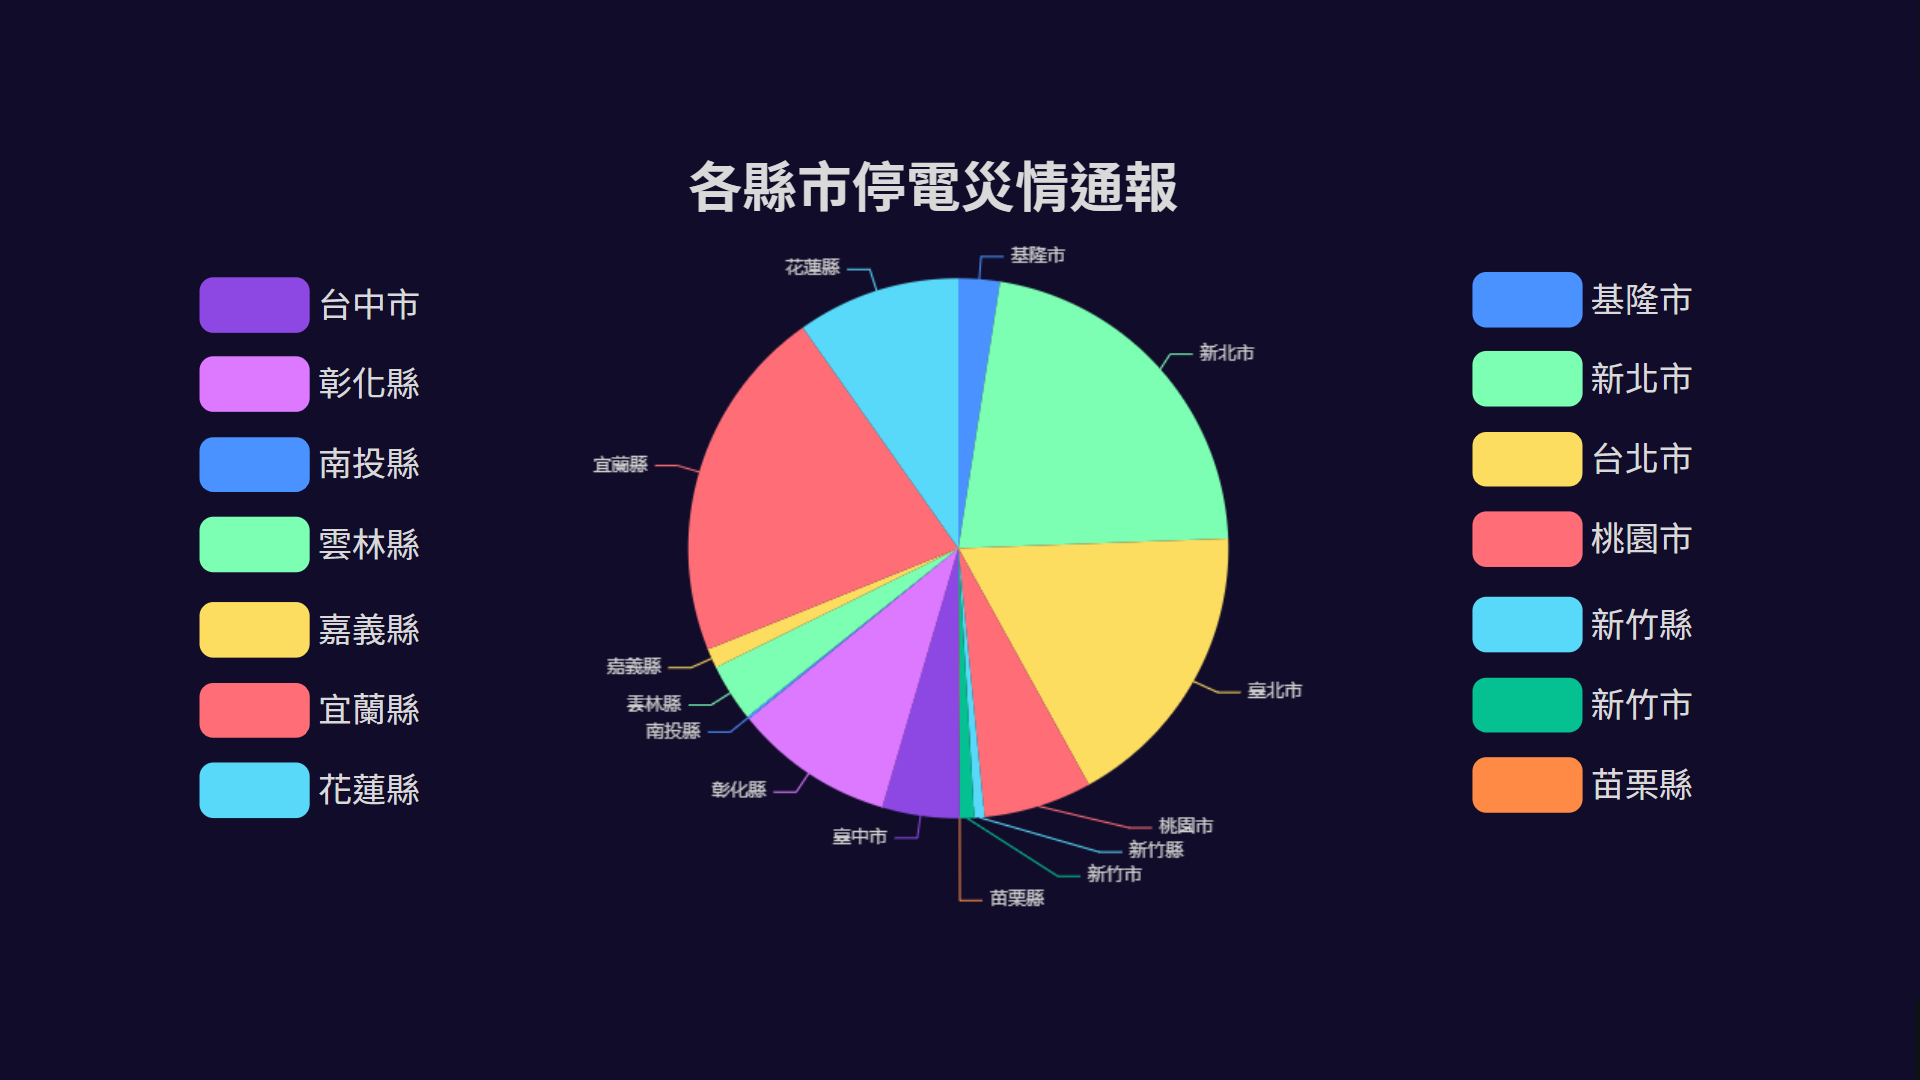 各縣市停電災情通報
台中市
彰化縣
南投縣
雲林縣
嘉義縣
宜蘭縣
花蓮縣
花蓮縣
基隆市
新北市
宜蘭縣
嘉義縣
雲林縣
南投縣
彰化縣
臺中市
臺北市
桃園市
新竹縣
新竹市
苗栗縣
基隆市
新北市
台北市
桃園市
新竹縣
新竹市
苗栗縣